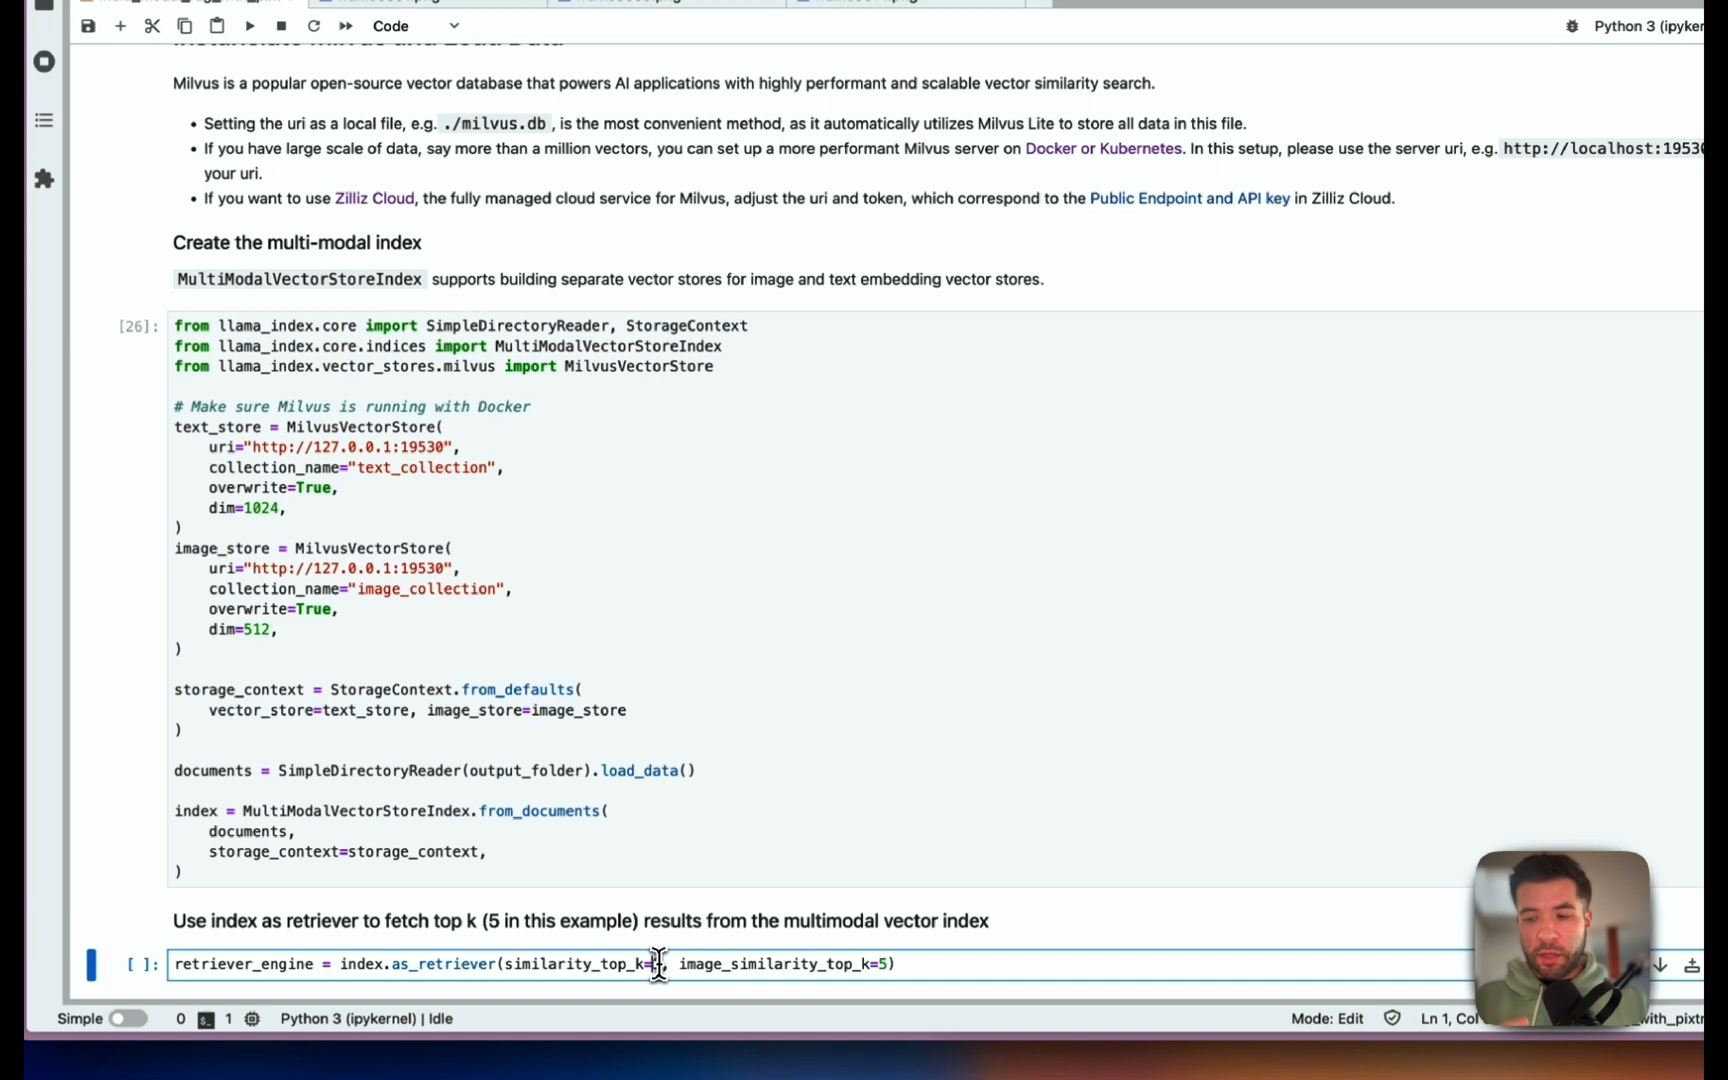 Code
Python 3 (ipyker
Milvus is a popular open-source vector database that powers AI applications with highly performant and scalable vector similarity search.
• Setting the uri as a local file, e.g. ./milvus.db , is the most convenient method, as it automatically utilizes Milvus Lite to store all data in this file.
• If you have large scale of data, say more than a million vectors, you can set up a more performant Milvus server on Docker or Kubernetes. In this setup, please use the server uri, e.g. http://localhost:19530
your uri.
• If you want to use Zilliz Cloud, the fully managed cloud service for Milvus, adjust the uri and token, which correspond to the Public Endpoint and API key in Zilliz Cloud.
Create the multi-modal index
MultiModalVectorStoreIndex supports building separate vector stores for image and text embedding vector stores.
[26]: from llama_index.core import SimpleDirectoryReader, StorageContext
from llama_index.core.indices import MultiModalVectorStoreIndex
from llama_index.vector_stores.milvus import MilvusVectorStore
# Make sure Milvus is running with Docker
text_store = MilvusVectorStore(
uri="http://127.0.0.1:19530",
collection_name="text_collection",
overwrite=True,
dim=1024,
)
image_store = MilvusVectorStore(
uri="http://127.0.0.1:19530",
collection_name="image_collection",
overwrite=True,
dim=512,
)
storage_context = StorageContext.from_defaults(
vector_store=text_store, image_store=image_store
)
documents = SimpleDirectoryReader(output_folder).load_data()
index = MultiModalVectorStoreIndex.from_documents(
documents,
storage_context=storage_context,
)
Use index as retriever to fetch top k (5 in this example) results from the multimodal vector index
[ ]: retriever_engine = index.as_retriever(similarity_top_k= , image_similarity_top_k=5)
Simple 0 1 Python 3 (ipykernel) | Idle Mode: Edit Ln 1, Col with_pixtr